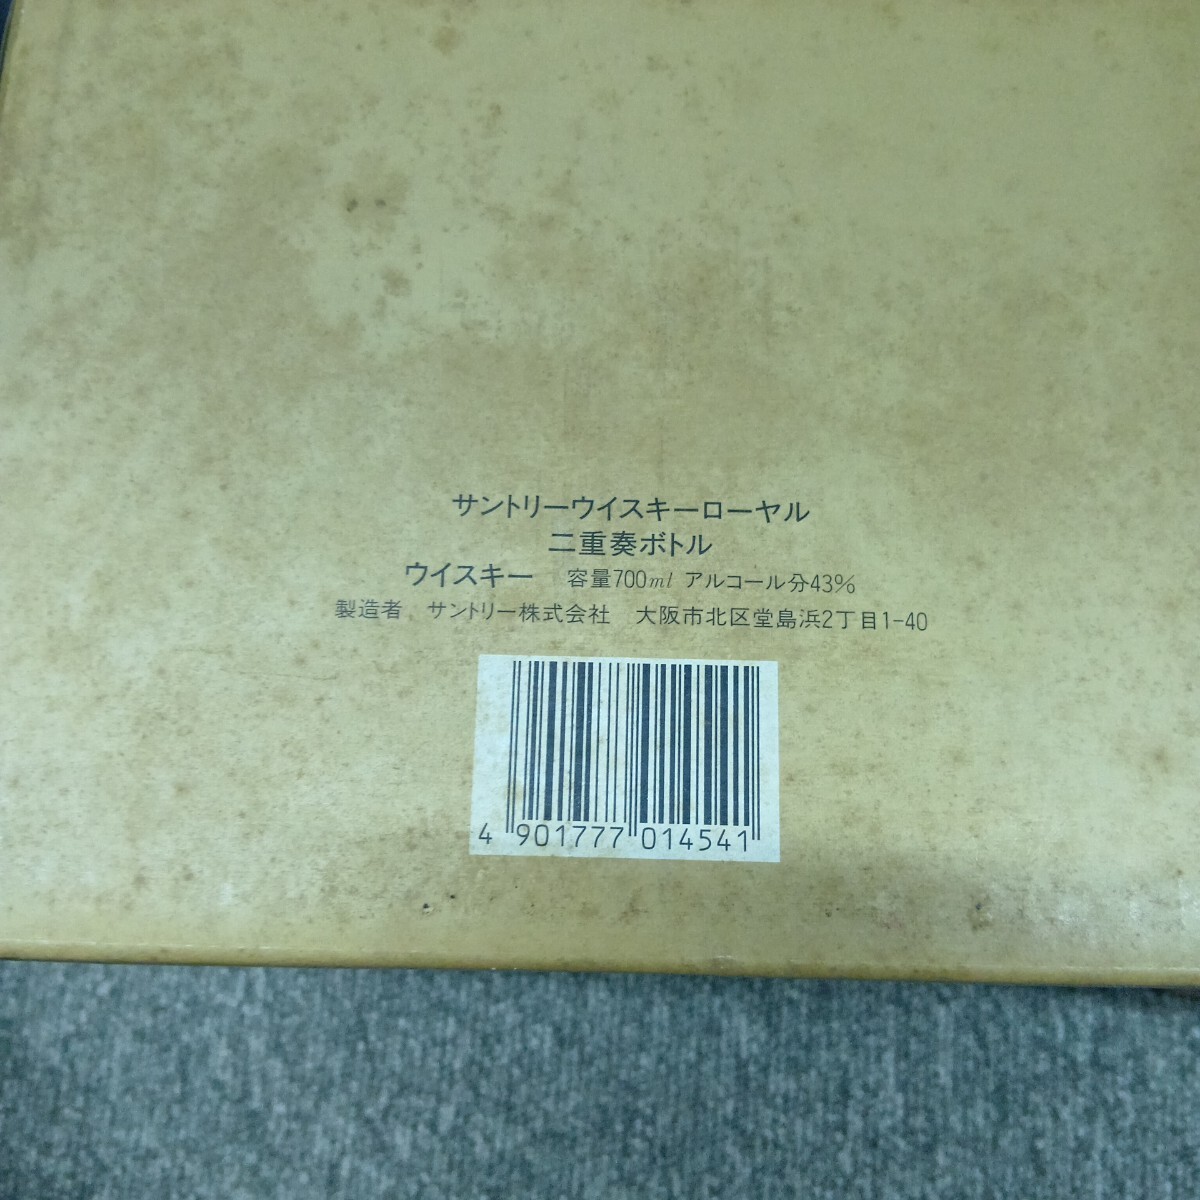 サントリーウイスキーローヤル
二重奏ボトル
ウイスキー 容量700ml アルコール分43%
製造者 サントリー株式会社 大阪市北区堂島浜2丁目1-40
4 901777 014541